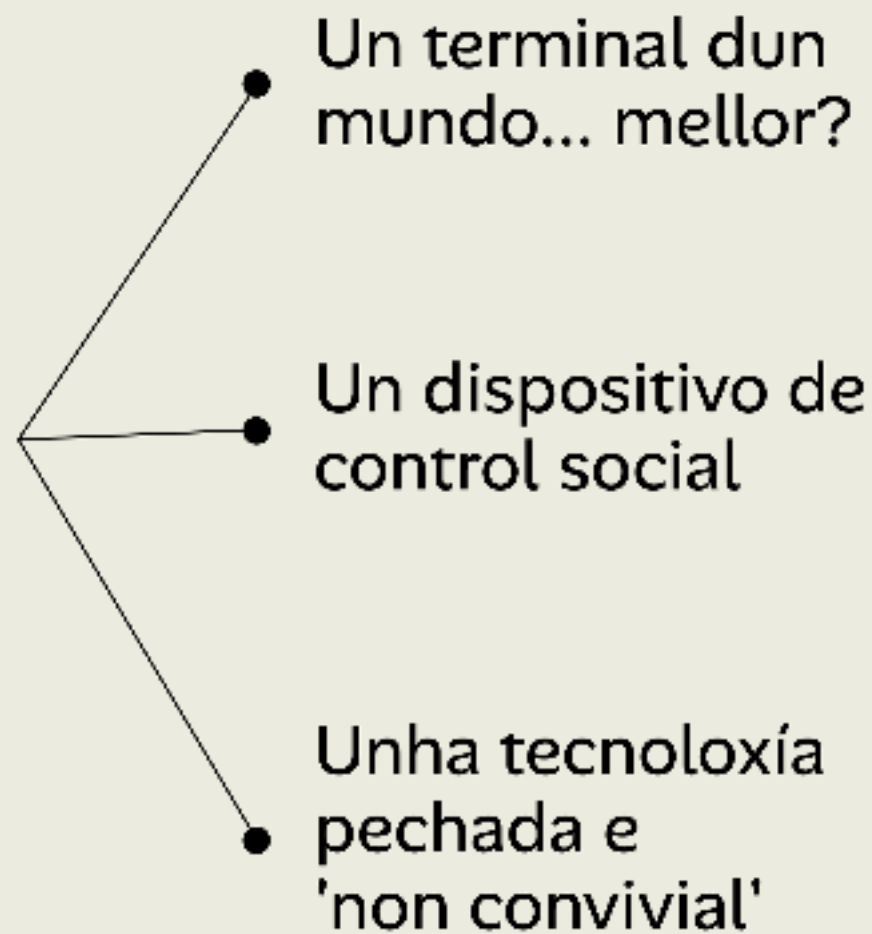 Un terminal dun
mundo... mellor?
Un dispositivo de
control social
Unha tecnoloxía
pechada e
'non convivial'